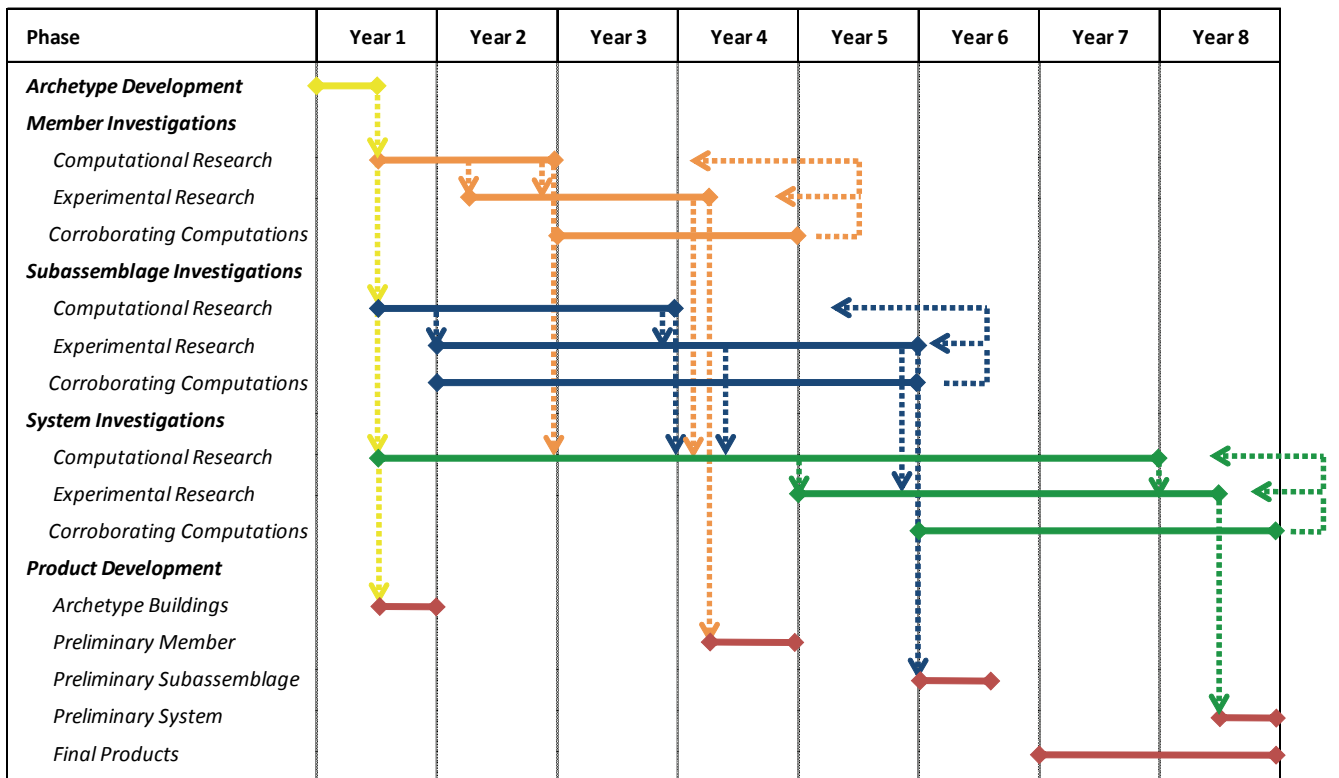 Phase Year 1 Year 2 Year 3 Year 4 Year 5 Year 6 Year 7 Year 8
Archetype Development
Member Investigations
Computational Research
Experimental Research
Corroborating Computations
Subassemblage Investigations
Computational Research
Experimental Research
Corroborating Computations
System Investigations
Computational Research
Experimental Research
Corroborating Computations
Product Development
Archetype Buildings
Preliminary Member
Preliminary Subassemblage
Preliminary System
Final Products